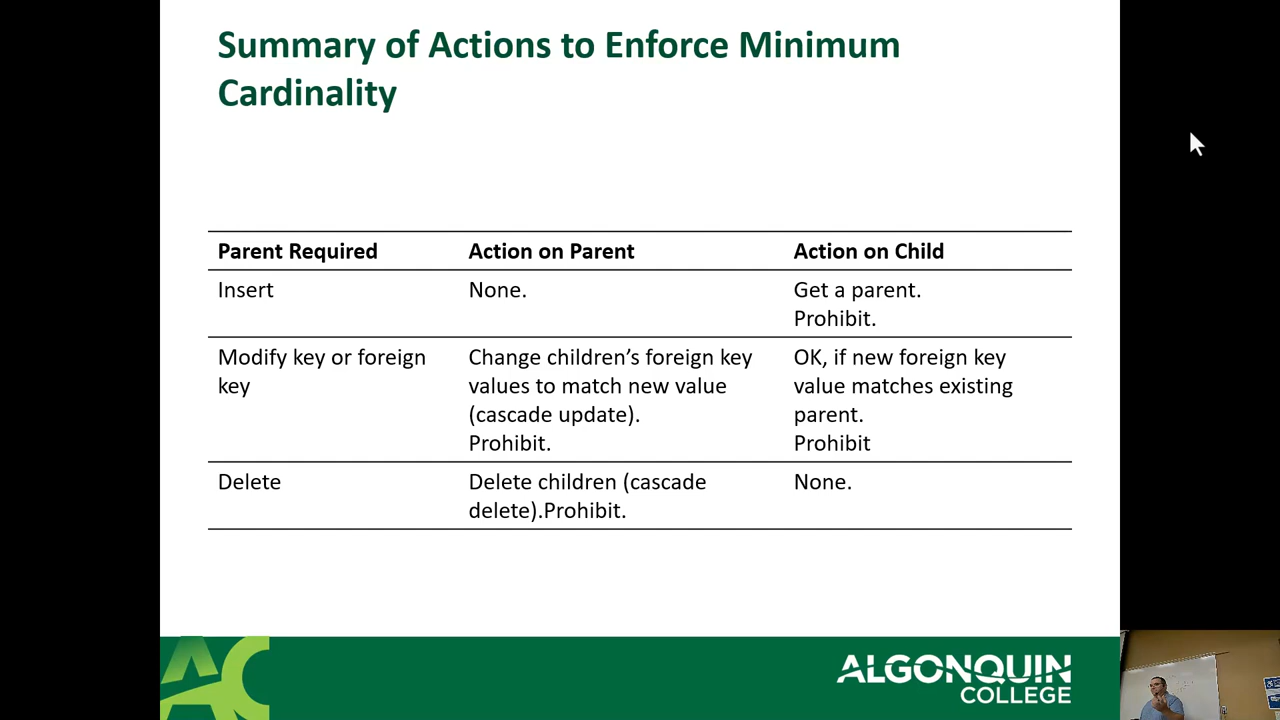 Summary of Actions to Enforce Minimum
Cardinality
Parent Required
Action on Parent
Action on Child
Insert
None.
Get a parent.
Prohibit.
Modify key or foreign
key
Change children’s foreign key
values to match new value
(cascade update).
Prohibit.
OK, if new foreign key
value matches existing
parent.
Prohibit
Delete
Delete children (cascade
delete).Prohibit.
None.
AC
ALGONQUIN
COLLEGE